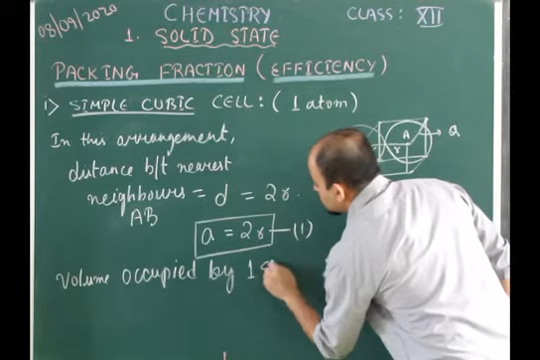 08/09/2020
CHEMISTRY
CLASS: XII
1. SOLID STATE
PACKING FRACTION (EFFICIENCY)
i) SIMPLE CUBIC CELL: (1 atom)
In this arrangement,
distance b/t nearest
neighbours = d = 2r.
AB
a = 2r —(1)
Volume occupied by 1
A
r
a